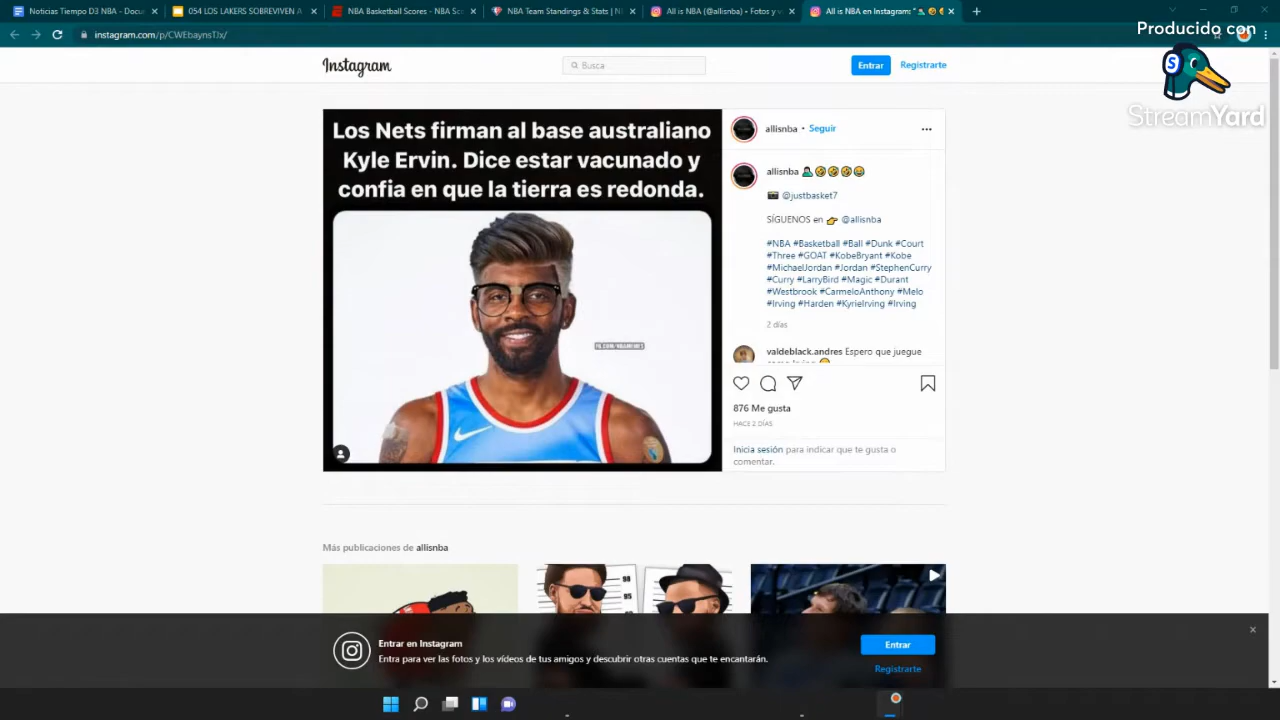 Noticias Tiempo D3 NBA - Docu
054 LOS LAKERS SOBREVIVEN A
NBA Basketball Scores - NBA Sco
NBA Team Standings & Stats | N
All is NBA (@allisnba) • Fotos y v
All is NBA en Instagram: "
instagram.com/p/CWEbaynsTJx/
Producido con
StreamYard
Instagram
Busca
Entrar
Registrarte
Los Nets firman al base australiano
Kyle Ervin. Dice estar vacunado y
confia en que la tierra es redonda.
allisnba • Seguir
allisnba 🤦🏻‍♂️🤣🤣🤣😂
📷 @justbasket7
SÍGUENOS en 👉 @allisnba
#NBA #Basketball #Ball #Dunk #Court
#Three #GOAT #KobeBryant #Kobe
#MichaelJordan #Jordan #StephenCurry
#Curry #LarryBird #Magic #Durant
#Westbrook #CarmeloAnthony #Melo
#Irving #Harden #KyrieIrving #Irving
2 días
valdeblack.andres Espero que juegue
876 Me gusta
HACE 2 DÍAS
Inicia sesión para indicar que te gusta o
comentar.
Más publicaciones de allisnba
98
90
Entrar en Instagram
Entra para ver las fotos y los vídeos de tus amigos y descubrir otras cuentas que te encantarán.
Entrar
Registrarte